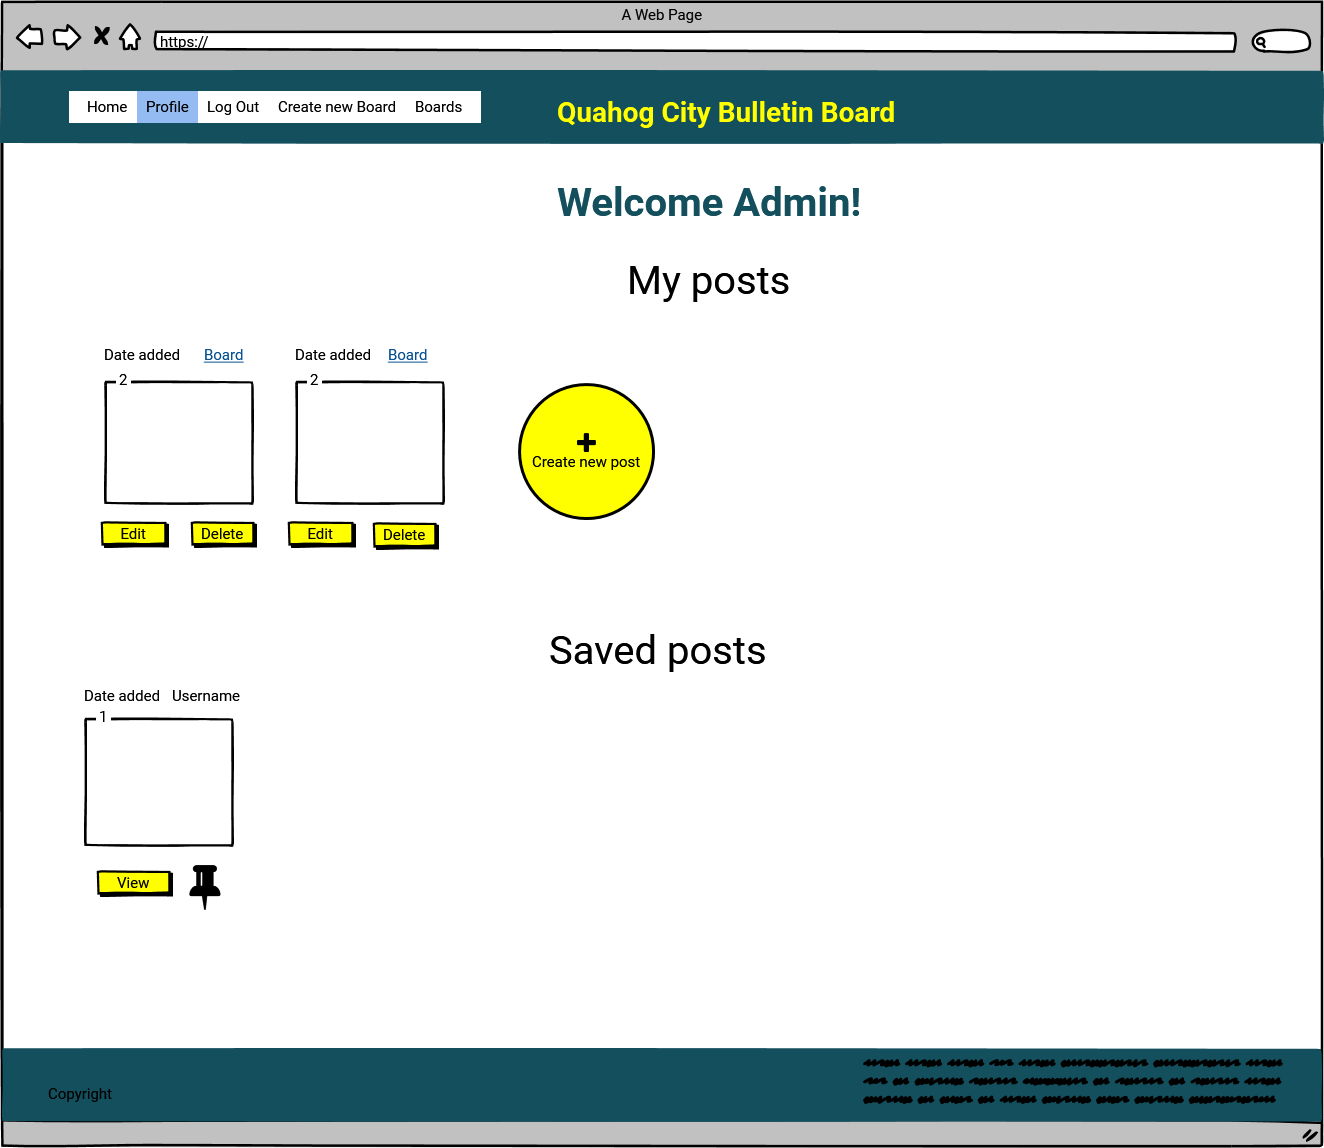 A Web Page
https://
Home Profile Log Out Create new Board Boards
Quahog City Bulletin Board
Welcome Admin!
My posts
Date added Board Date added Board
2 2
Create new post
Edit Delete Edit Delete
Saved posts
Date added Username
1
View
Copyright